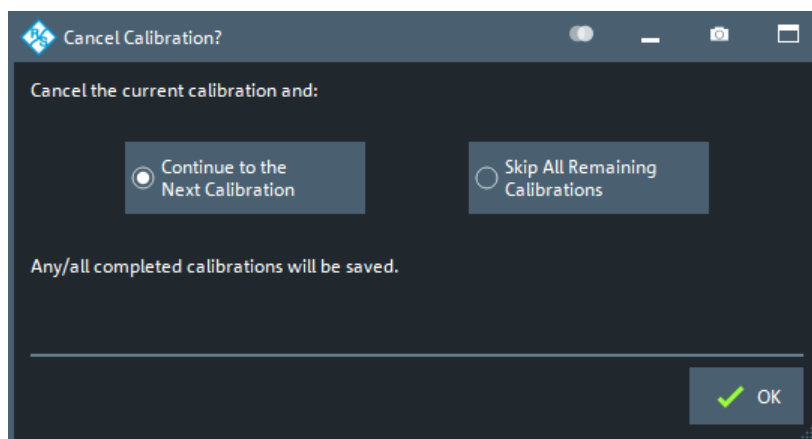 R&S Cancel Calibration?
Cancel the current calibration and:
Continue to the
Next Calibration
Skip All Remaining
Calibrations
Any/all completed calibrations will be saved.
OK